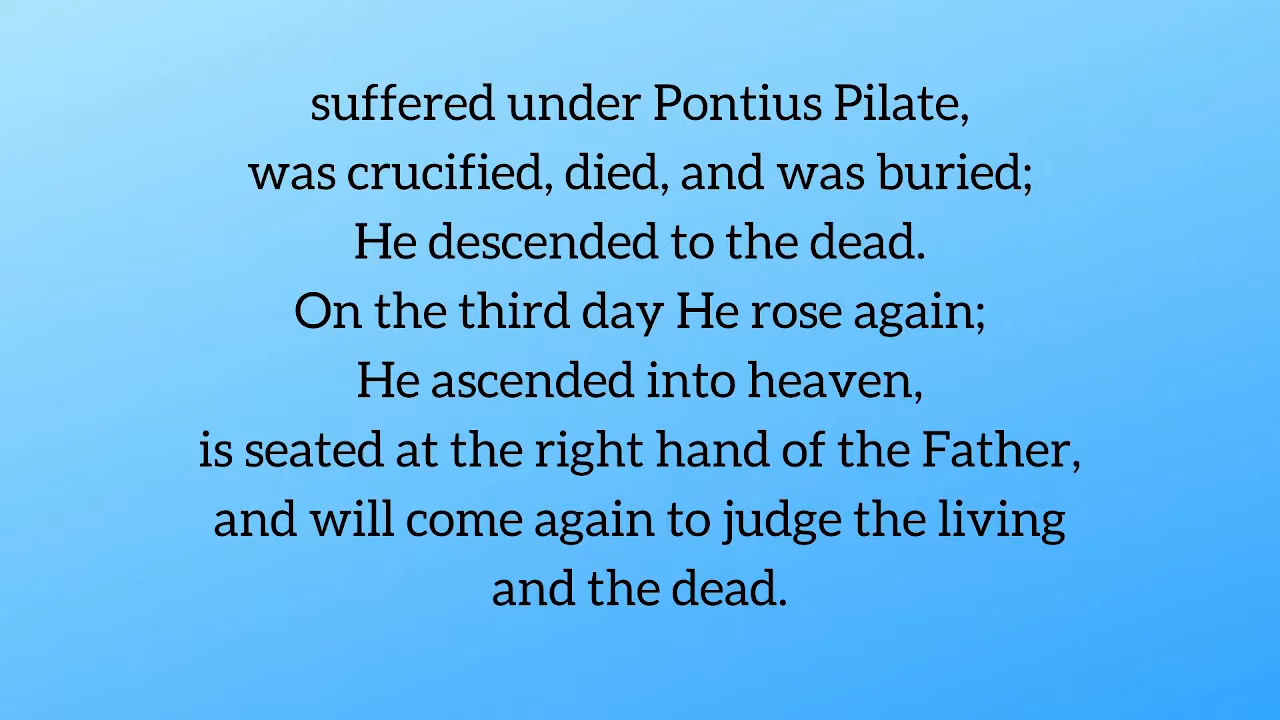 suffered under Pontius Pilate,
was crucified, died, and was buried;
He descended to the dead.
On the third day He rose again;
He ascended into heaven,
is seated at the right hand of the Father,
and will come again to judge the living
and the dead.